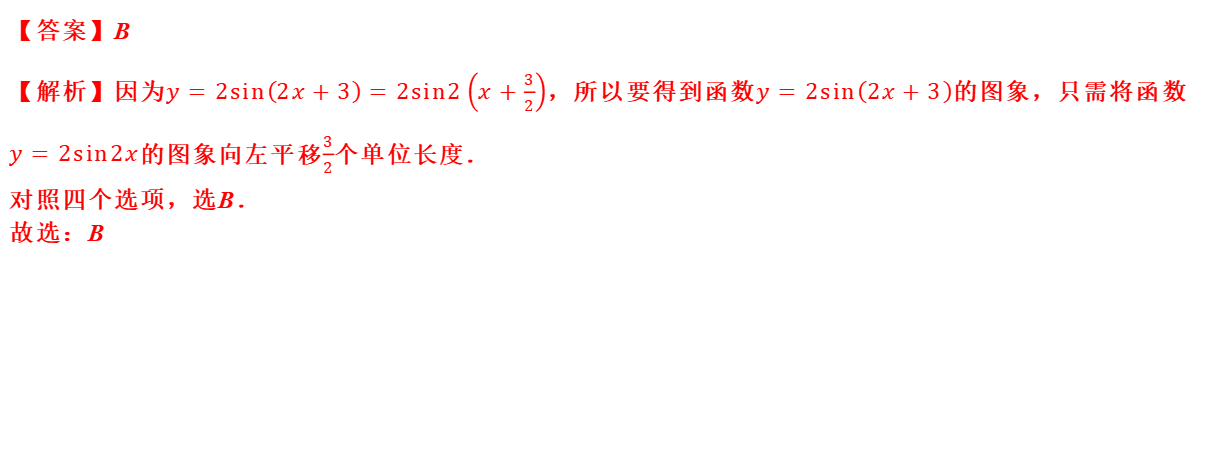 【答案】B
【解析】因为y = 2sin(2x + 3) = 2sin2(x + 3/2)，所以要得到函数y = 2sin(2x + 3)的图象，只需将函数
y = 2sin2x的图象向左平移3/2个单位长度．
对照四个选项，选B．
故选：B